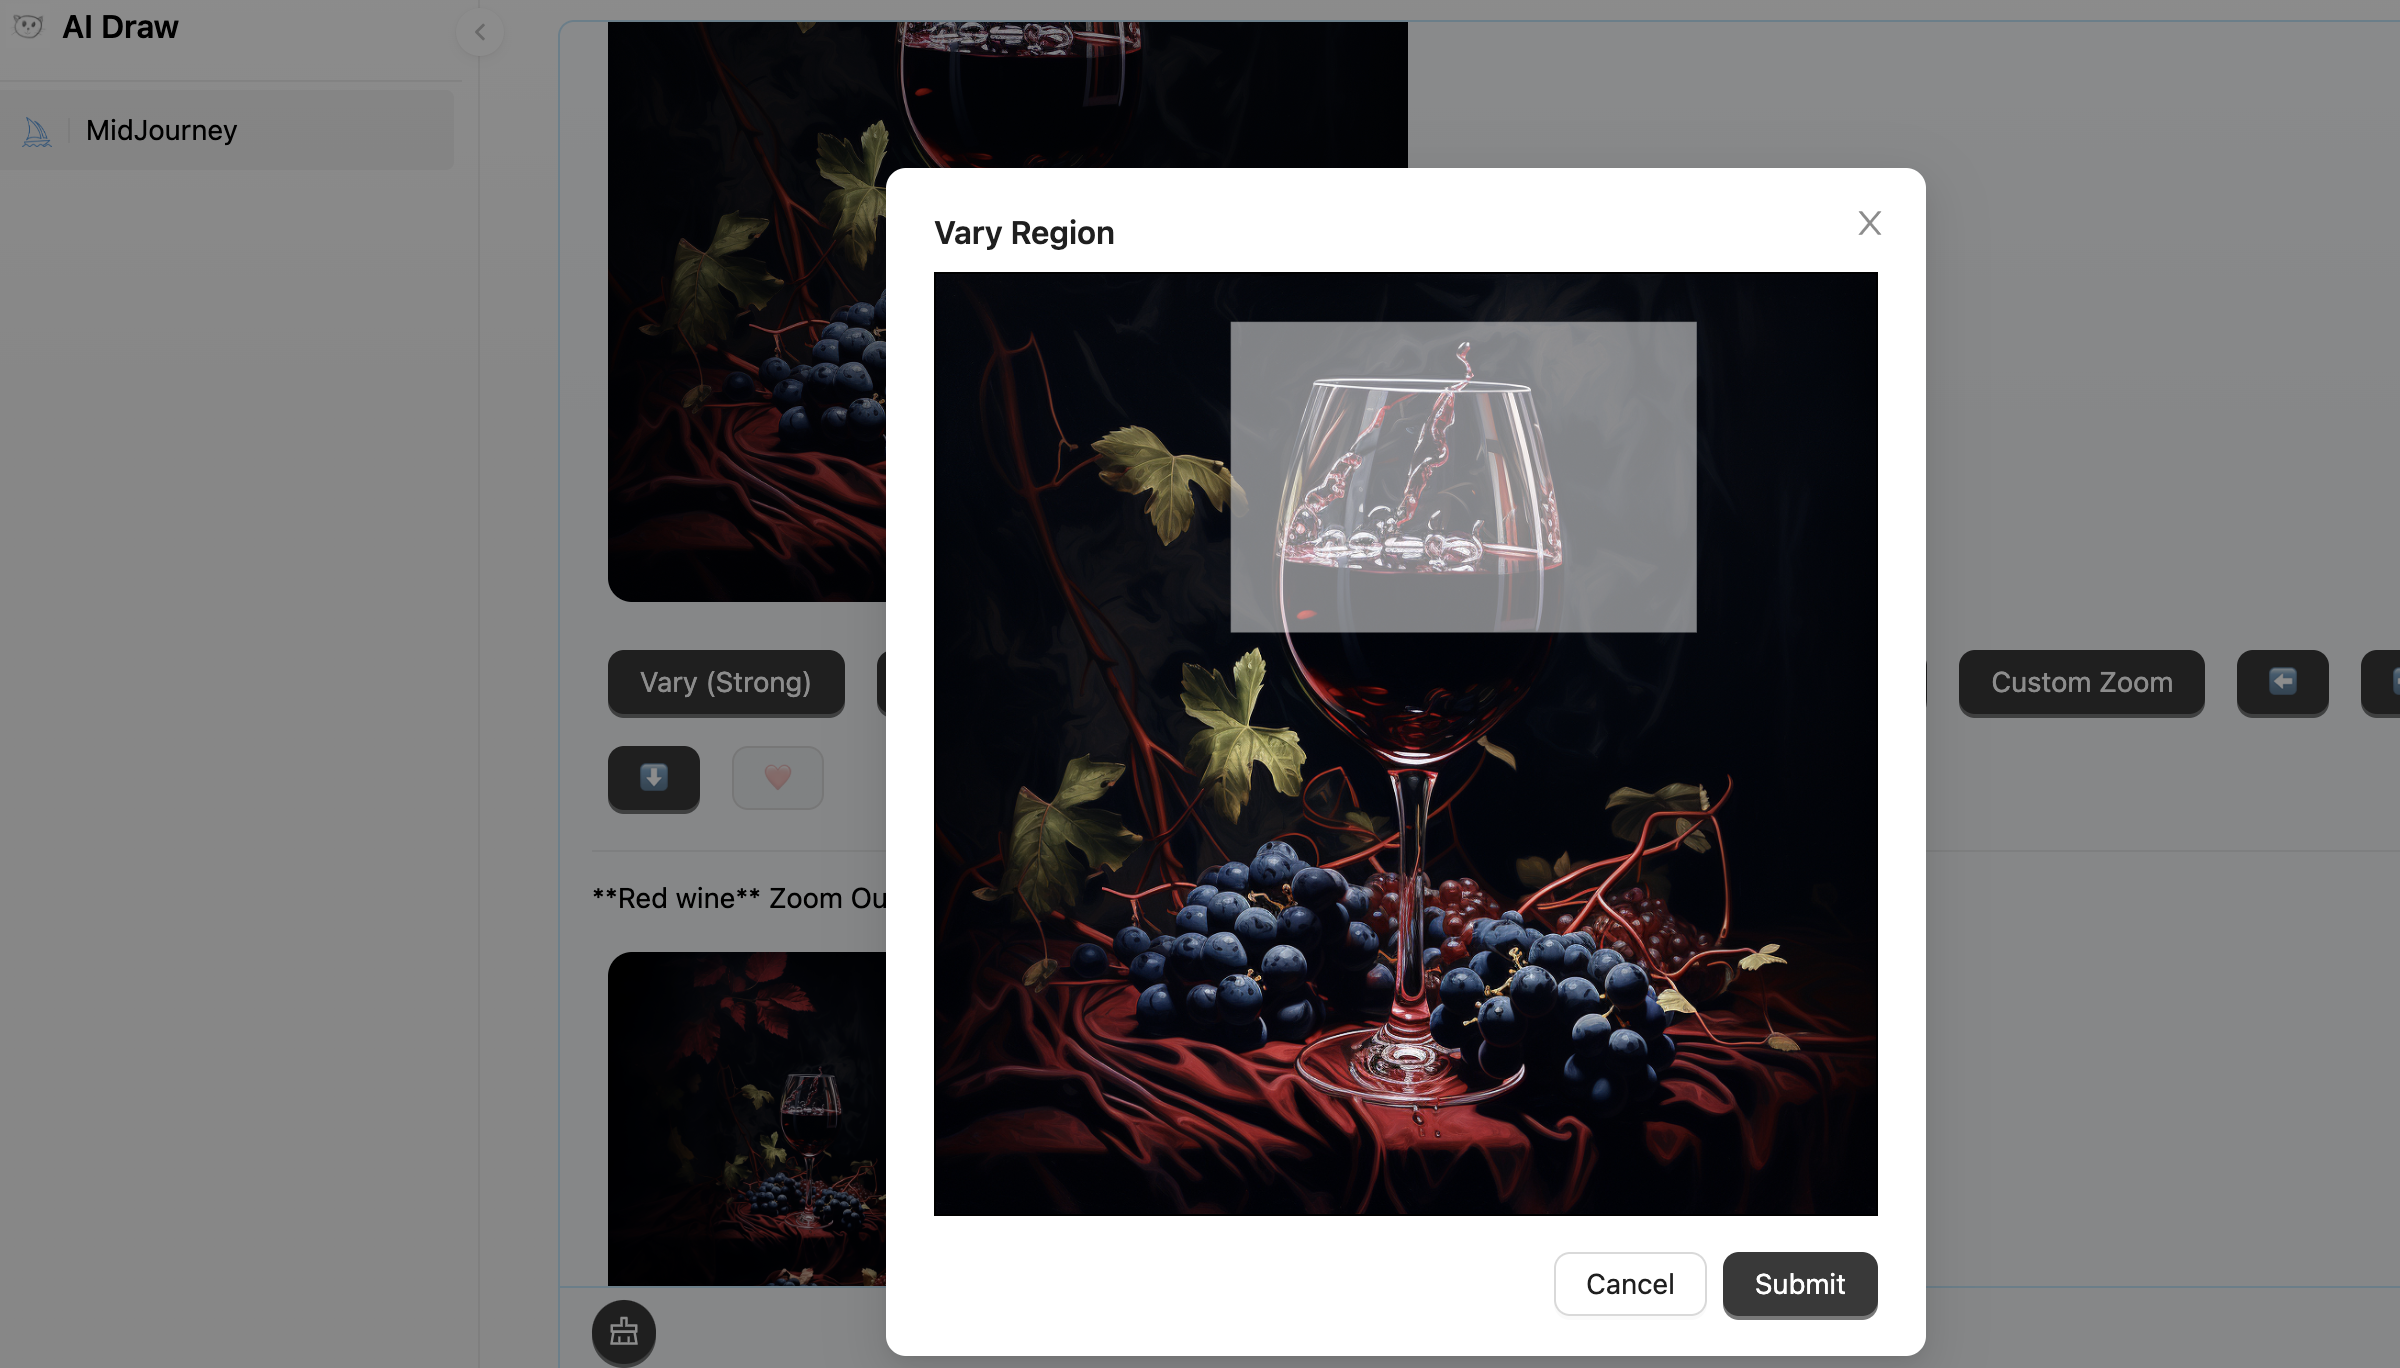 AI Draw
MidJourney
Vary Region
Vary (Strong)
Custom Zoom
**Red wine** Zoom Ou
Cancel
Submit